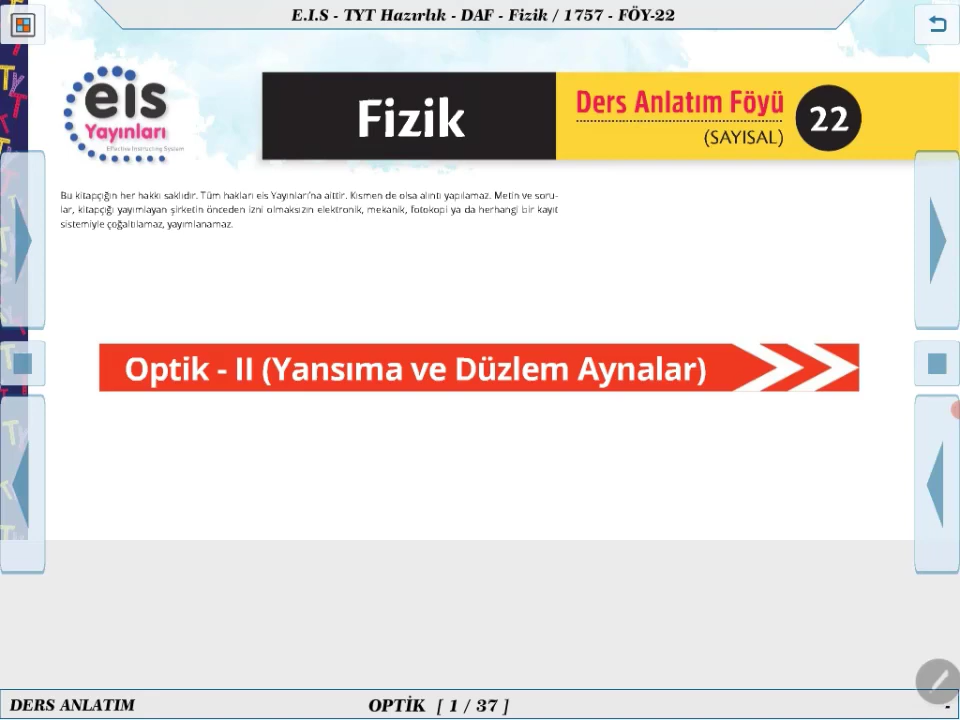 E.I.S - TYT Hazırlık - DAF - Fizik / 1757 - FÖY-22
eis
Yayınları
Effective Instructing System
Fizik
Ders Anlatım Föyü
(SAYISAL)
22
Bu kitapçığın her hakkı saklıdır. Tüm hakları eis Yayınları’na aittir. Kısmen de olsa alıntı yapılamaz. Metin ve soru-
lar, kitapçığı yayımlayan şirketin önceden izni olmaksızın elektronik, mekanik, fotokopi ya da herhangi bir kayıt
sistemiyle çoğaltılamaz, yayımlanamaz.
Optik - II (Yansıma ve Düzlem Aynalar)
DERS ANLATIM
OPTİK [ 1 / 37 ]
-